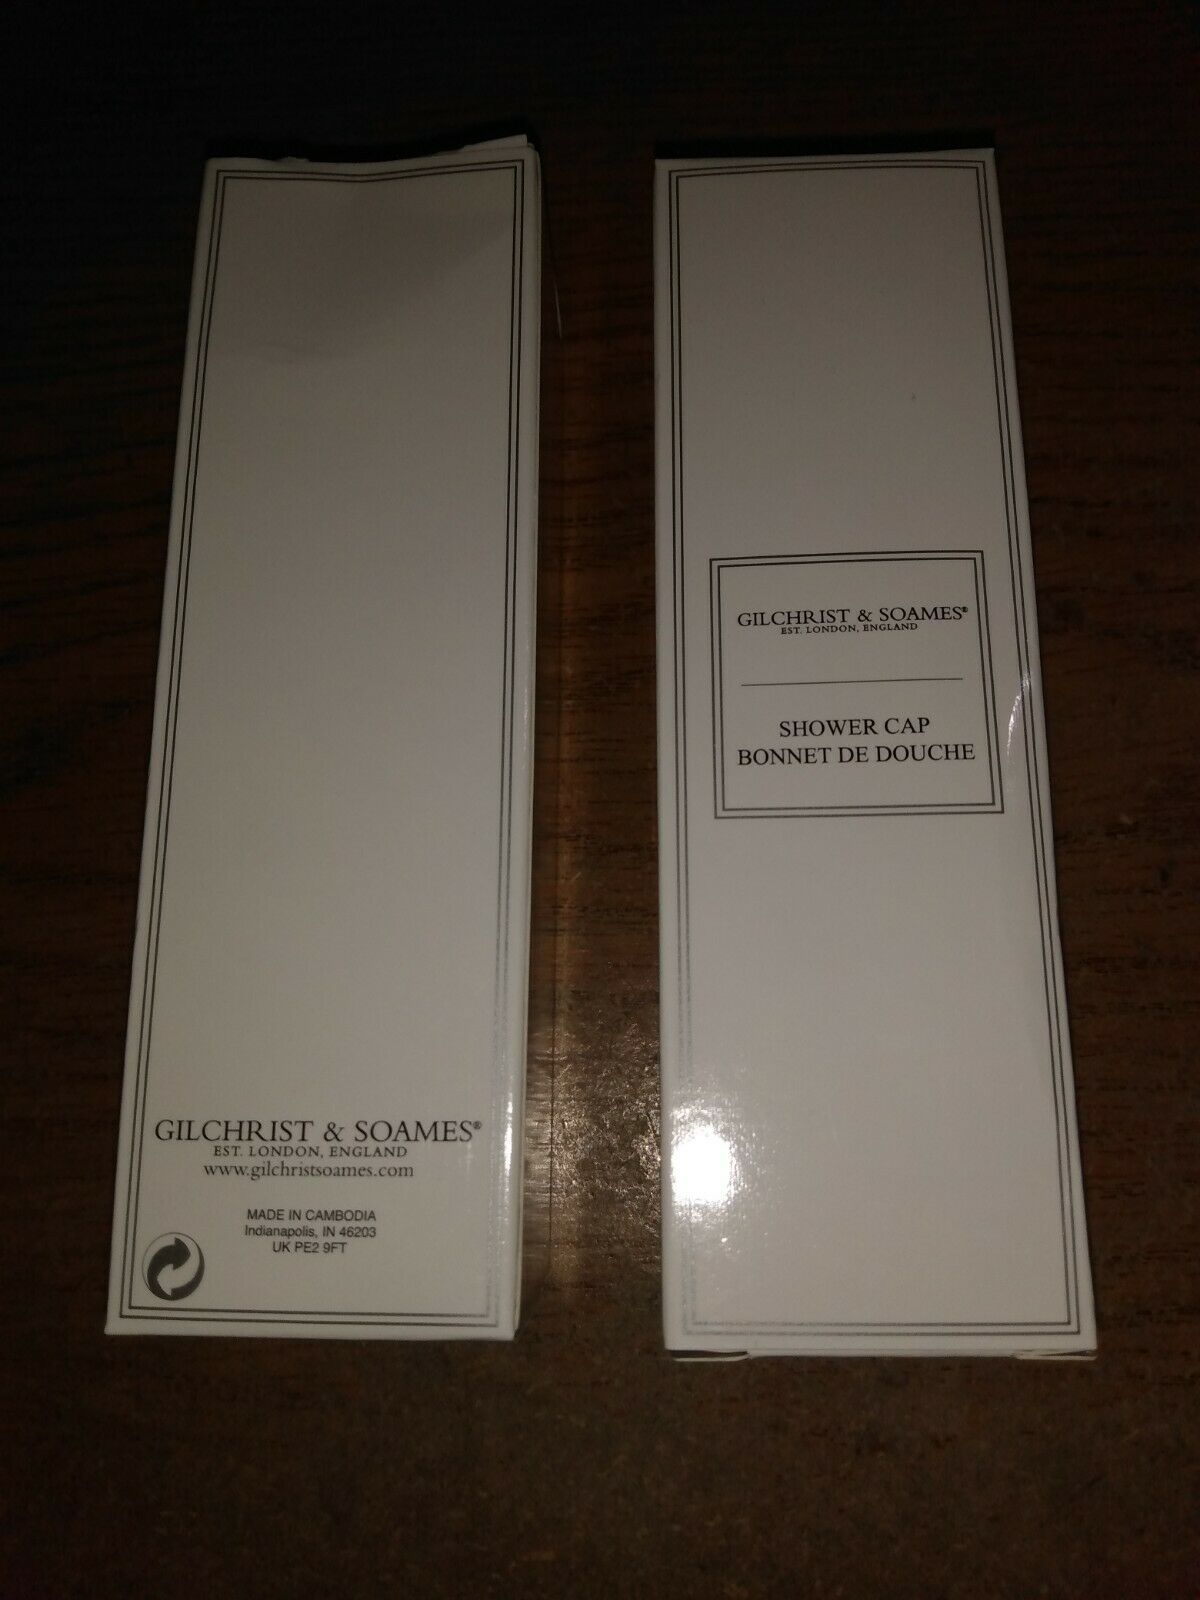 GILCHRIST & SOAMES®
EST. LONDON, ENGLAND
www.gilchristsoames.com
MADE IN CAMBODIA
Indianapolis, IN 46203
UK PE2 9FT
GILCHRIST & SOAMES®
EST. LONDON, ENGLAND
SHOWER CAP
BONNET DE DOUCHE